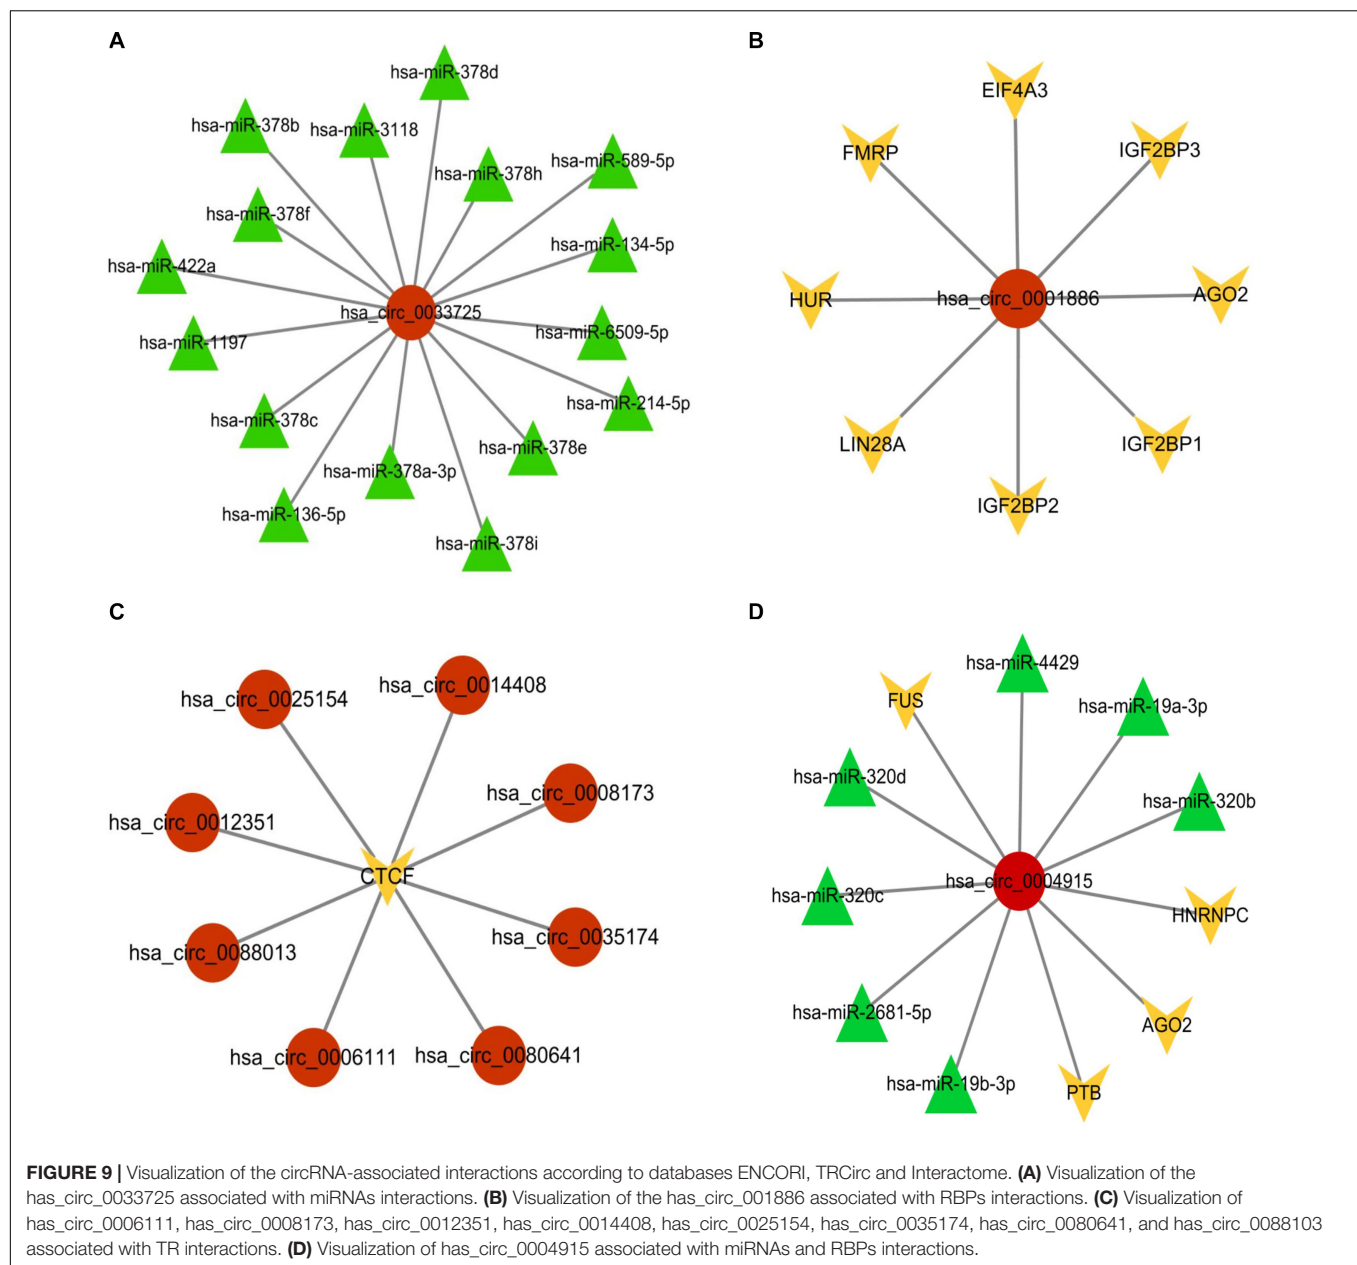 A
hsa-miR-378d
hsa-miR-378b
hsa-miR-3118
hsa-miR-378h
hsa-miR-589-5p
hsa-miR-378f
hsa-miR-134-5p
hsa-miR-422a
hsa_circ_0033725
hsa-miR-6509-5p
hsa-miR-1197
hsa-miR-214-5p
hsa-miR-378c
hsa-miR-378e
hsa-miR-378a-3p
hsa-miR-136-5p
hsa-miR-378i
B
EIF4A3
FMRP
IGF2BP3
HUR
hsa_circ_0001886
AGO2
LIN28A
IGF2BP1
IGF2BP2
C
hsa_circ_0025154
hsa_circ_0014408
hsa_circ_0008173
hsa_circ_0012351
CTCF
hsa_circ_0035174
hsa_circ_0088013
hsa_circ_0006111
hsa_circ_0080641
D
hsa-miR-4429
FUS
hsa-miR-19a-3p
hsa-miR-320d
hsa-miR-320b
hsa_circ_0004915
hsa-miR-320c
HNRNPC
hsa-miR-2681-5p
AGO2
hsa-miR-19b-3p
PTB
FIGURE 9 | Visualization of the circRNA-associated interactions according to databases ENCORI, TRCirc and Interactome. (A) Visualization of the
has_circ_0033725 associated with miRNAs interactions. (B) Visualization of the has_circ_001886 associated with RBPs interactions. (C) Visualization of
has_circ_0006111, has_circ_0008173, has_circ_0012351, has_circ_0014408, has_circ_0025154, has_circ_0035174, has_circ_0080641, and has_circ_0088103
associated with TR interactions. (D) Visualization of has_circ_0004915 associated with miRNAs and RBPs interactions.